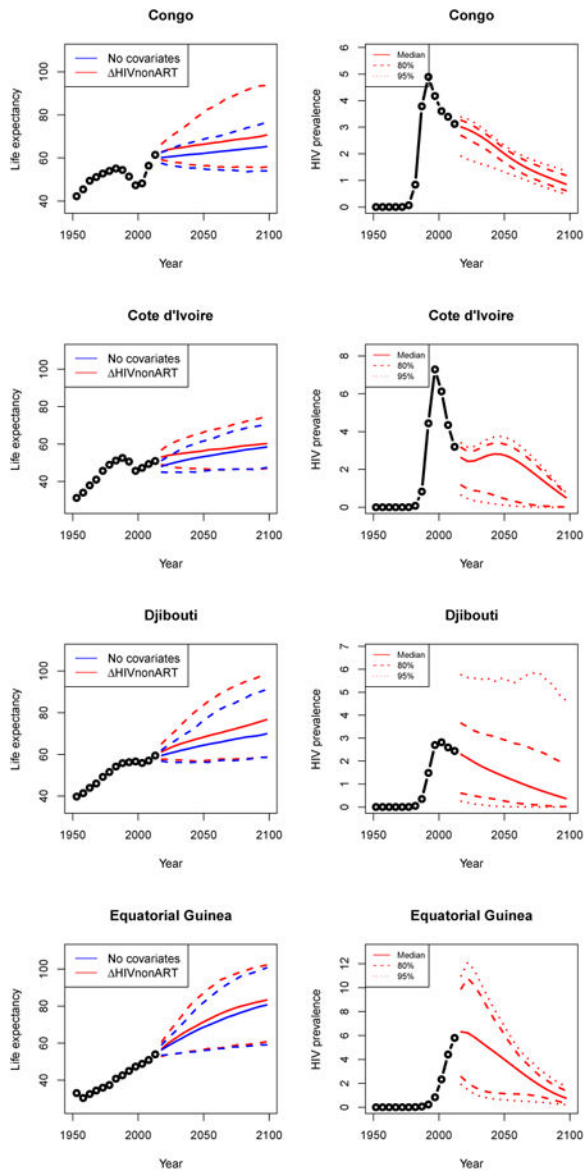 Congo
Life expectancy
100
80
60
40
No covariates
ΔHIVnonART
1950 2000 2050 2100
Year
Congo
HIV prevalence
6
5
4
3
2
1
0
Median
80%
95%
1950 2000 2050 2100
Year
Cote d'Ivoire
Life expectancy
100
80
60
40
No covariates
ΔHIVnonART
1950 2000 2050 2100
Year
Cote d'Ivoire
HIV prevalence
8
6
4
2
0
Median
80%
95%
1950 2000 2050 2100
Year
Djibouti
Life expectancy
100
80
60
40
No covariates
ΔHIVnonART
1950 2000 2050 2100
Year
Djibouti
HIV prevalence
7
6
5
4
3
2
1
0
Median
80%
95%
1950 2000 2050 2100
Year
Equatorial Guinea
Life expectancy
100
80
60
40
No covariates
ΔHIVnonART
1950 2000 2050 2100
Year
Equatorial Guinea
HIV prevalence
12
10
8
6
4
2
0
Median
80%
95%
1950 2000 2050 2100
Year